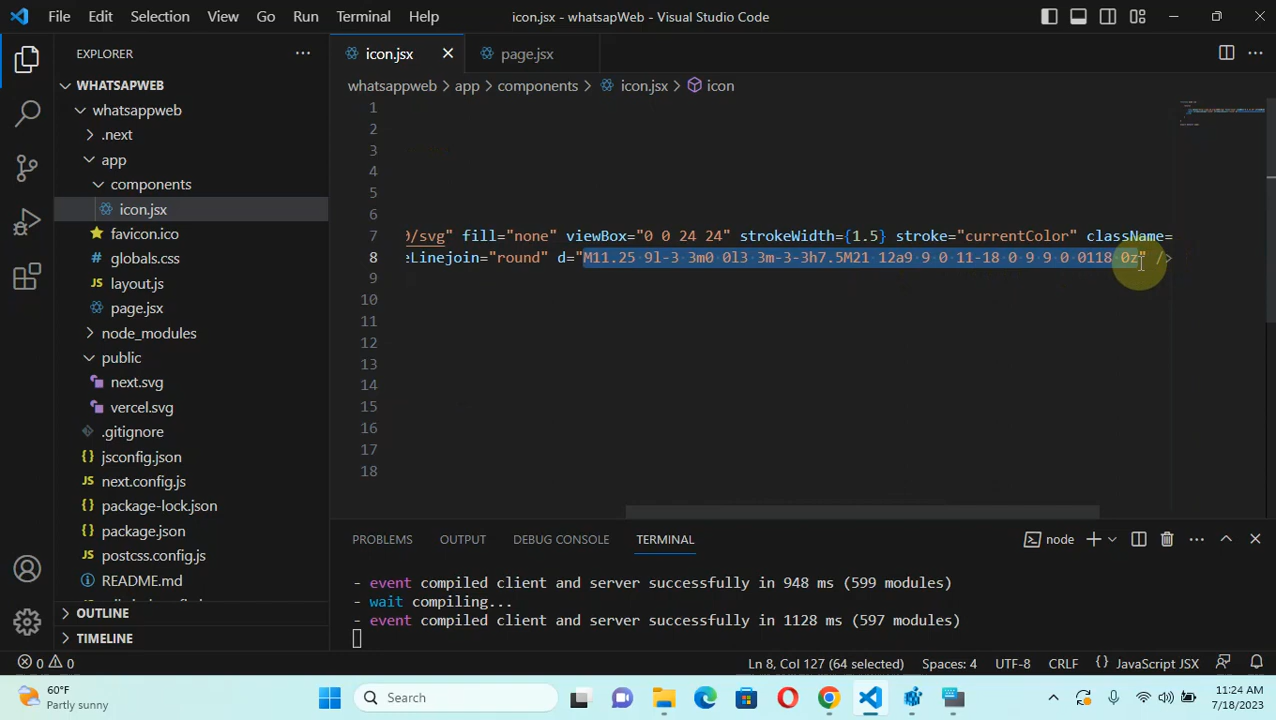 File Edit Selection View Go Run Terminal Help icon.jsx - whatsapWeb - Visual Studio Code
EXPLORER
WHATSAPWEB
whatsappweb
.next
app
components
icon.jsx
favicon.ico
globals.css
layout.js
page.jsx
node_modules
public
next.svg
vercel.svg
.gitignore
jsconfig.json
next.config.js
package-lock.json
package.json
postcss.config.js
README.md
OUTLINE
TIMELINE
icon.jsx page.jsx
whatsappweb > app > components > icon.jsx > icon
1
2
3
4
5
6
7 0/svg" fill="none" viewBox="0 0 24 24" strokeWidth={1.5} stroke="currentColor" className=
8 eLinejoin="round" d="M11.25 9l-3 3m0 0l3 3m-3-3h7.5M21 12a9 9 0 11-18 0 9 9 0 0118 0z" />
9
10
11
12
13
14
15
16
17
18
PROBLEMS OUTPUT DEBUG CONSOLE TERMINAL node
- event compiled client and server successfully in 948 ms (599 modules)
- wait compiling...
- event compiled client and server successfully in 1128 ms (597 modules)
0 0 Ln 8, Col 127 (64 selected) Spaces: 4 UTF-8 CRLF {} JavaScript JSX
60°F
Partly sunny
Search
11:24 AM
7/18/2023